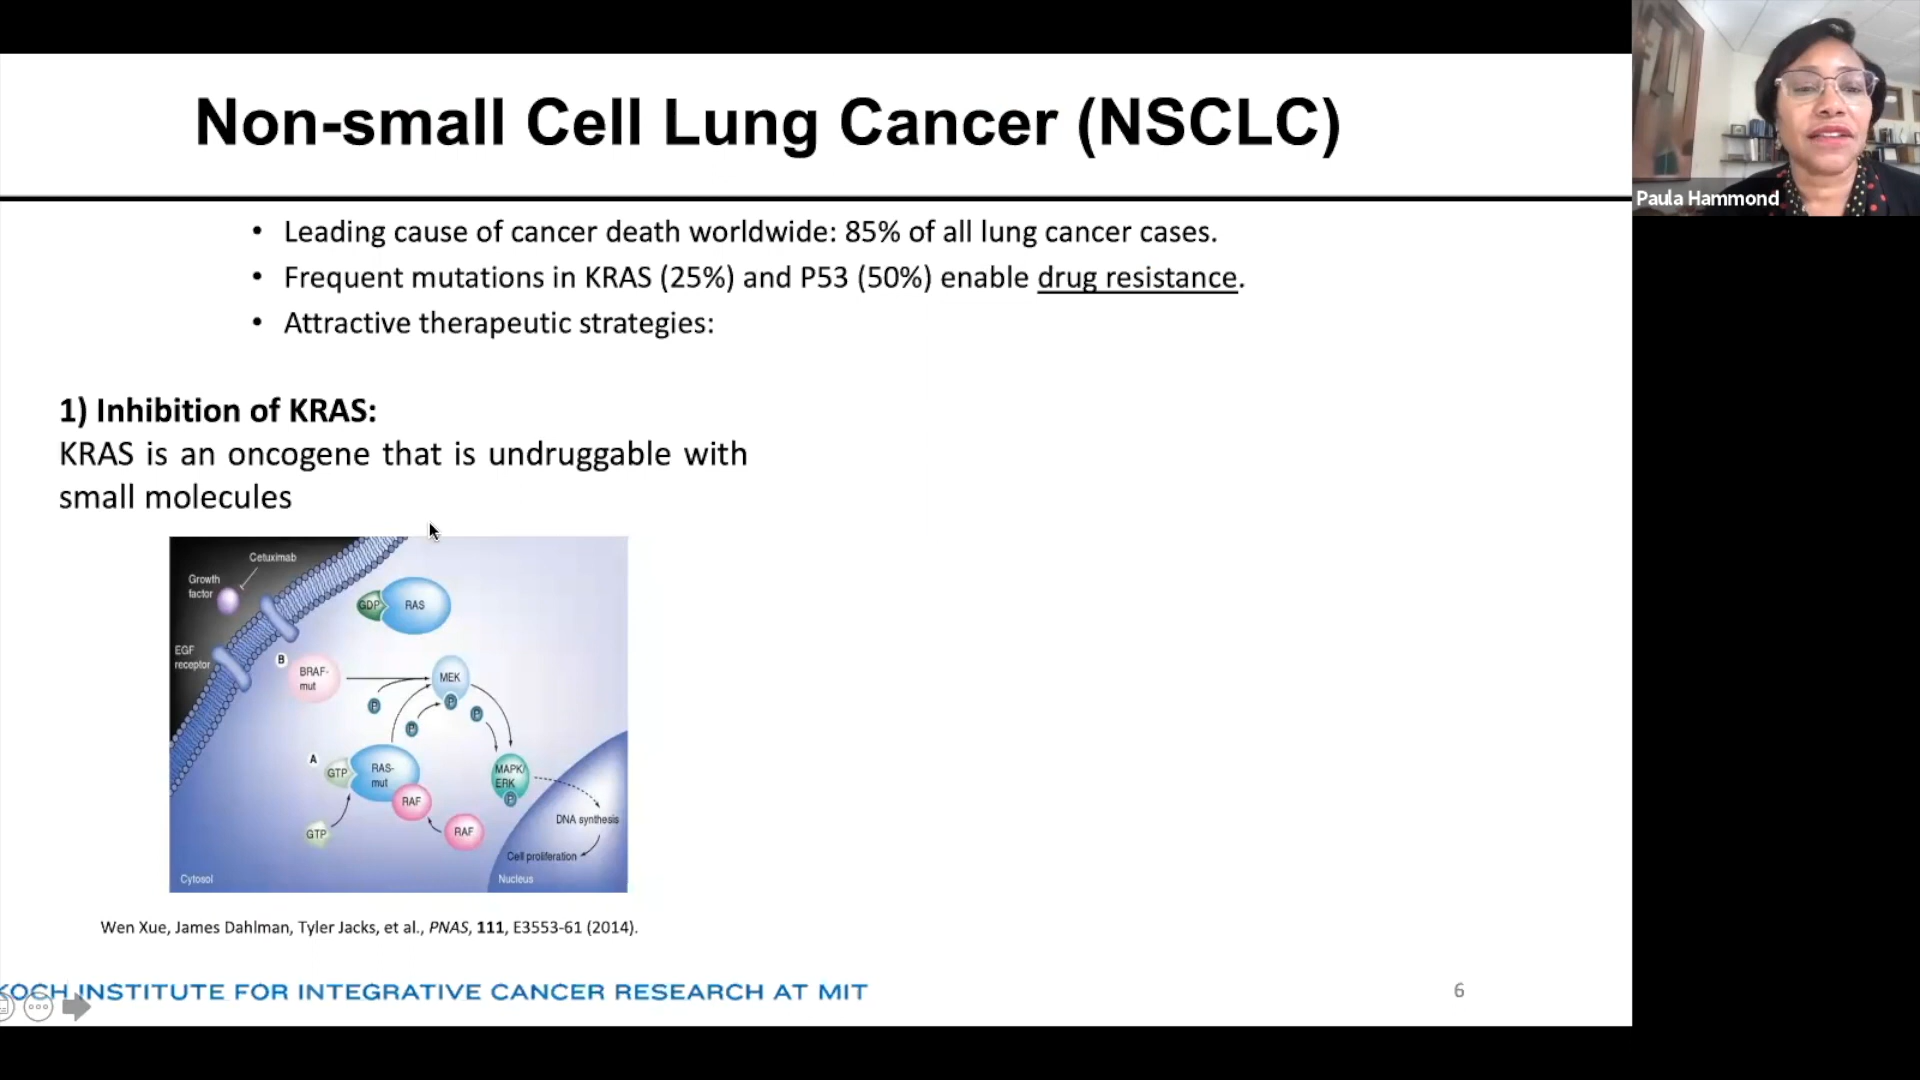 Non-small Cell Lung Cancer (NSCLC)
Paula Hammond
• Leading cause of cancer death worldwide: 85% of all lung cancer cases.
• Frequent mutations in KRAS (25%) and P53 (50%) enable drug resistance.
• Attractive therapeutic strategies:
1) Inhibition of KRAS:
KRAS is an oncogene that is undruggable with
small molecules
Cetuximab
Growth
factor
GDP
RAS
EGF
receptor
B
BRAF-
mut
MEK
P
P
P
P
A
GTP
RAS-
mut
MAPK/
ERK
P
RAF
GTP
RAF
DNA synthesis
Cell proliferation
Cytosol
Nucleus
Wen Xue, James Dahlman, Tyler Jacks, et al., PNAS, 111, E3553-61 (2014).
KOCH INSTITUTE FOR INTEGRATIVE CANCER RESEARCH AT MIT
6